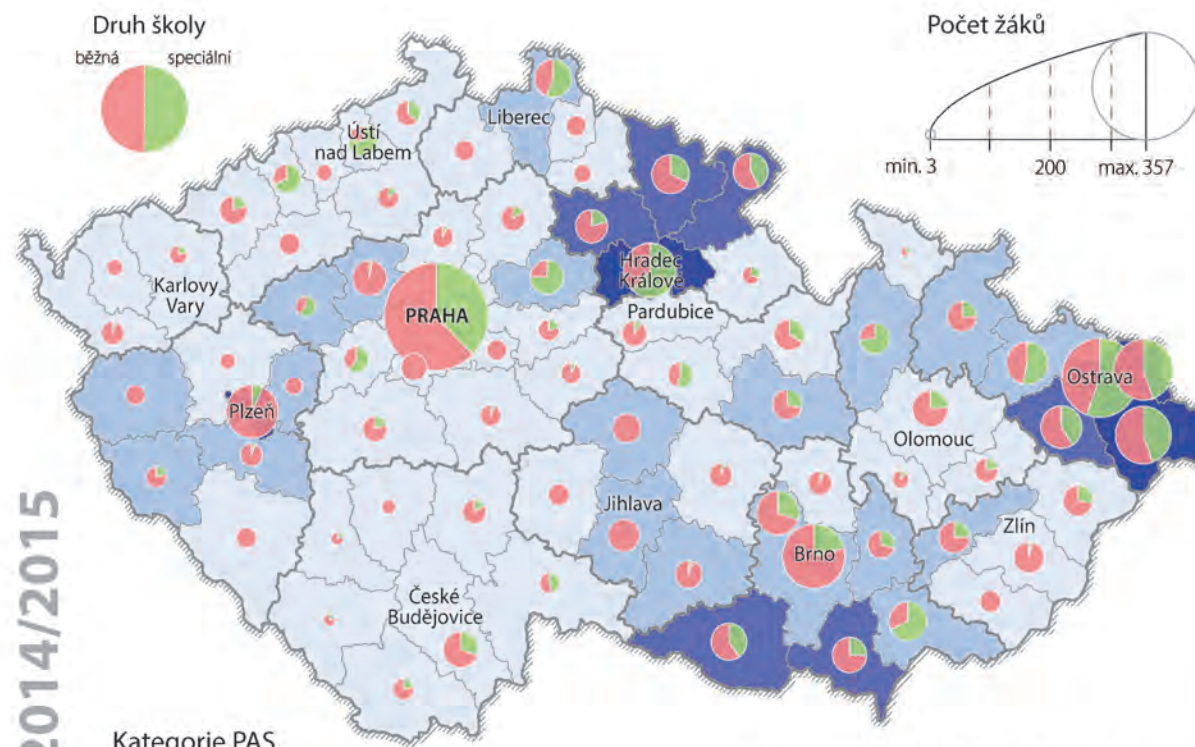 Druh školy
běžná
speciální
Počet žáků
min. 3
200
max. 357
Liberec
Ústí
nad Labem
Karlovy
Vary
PRAHA
Hradec
Králové
Pardubice
Plzeň
Ostrava
Olomouc
Jihlava
Zlín
Brno
České
Budějovice
2014/2015
Kategorie PAS